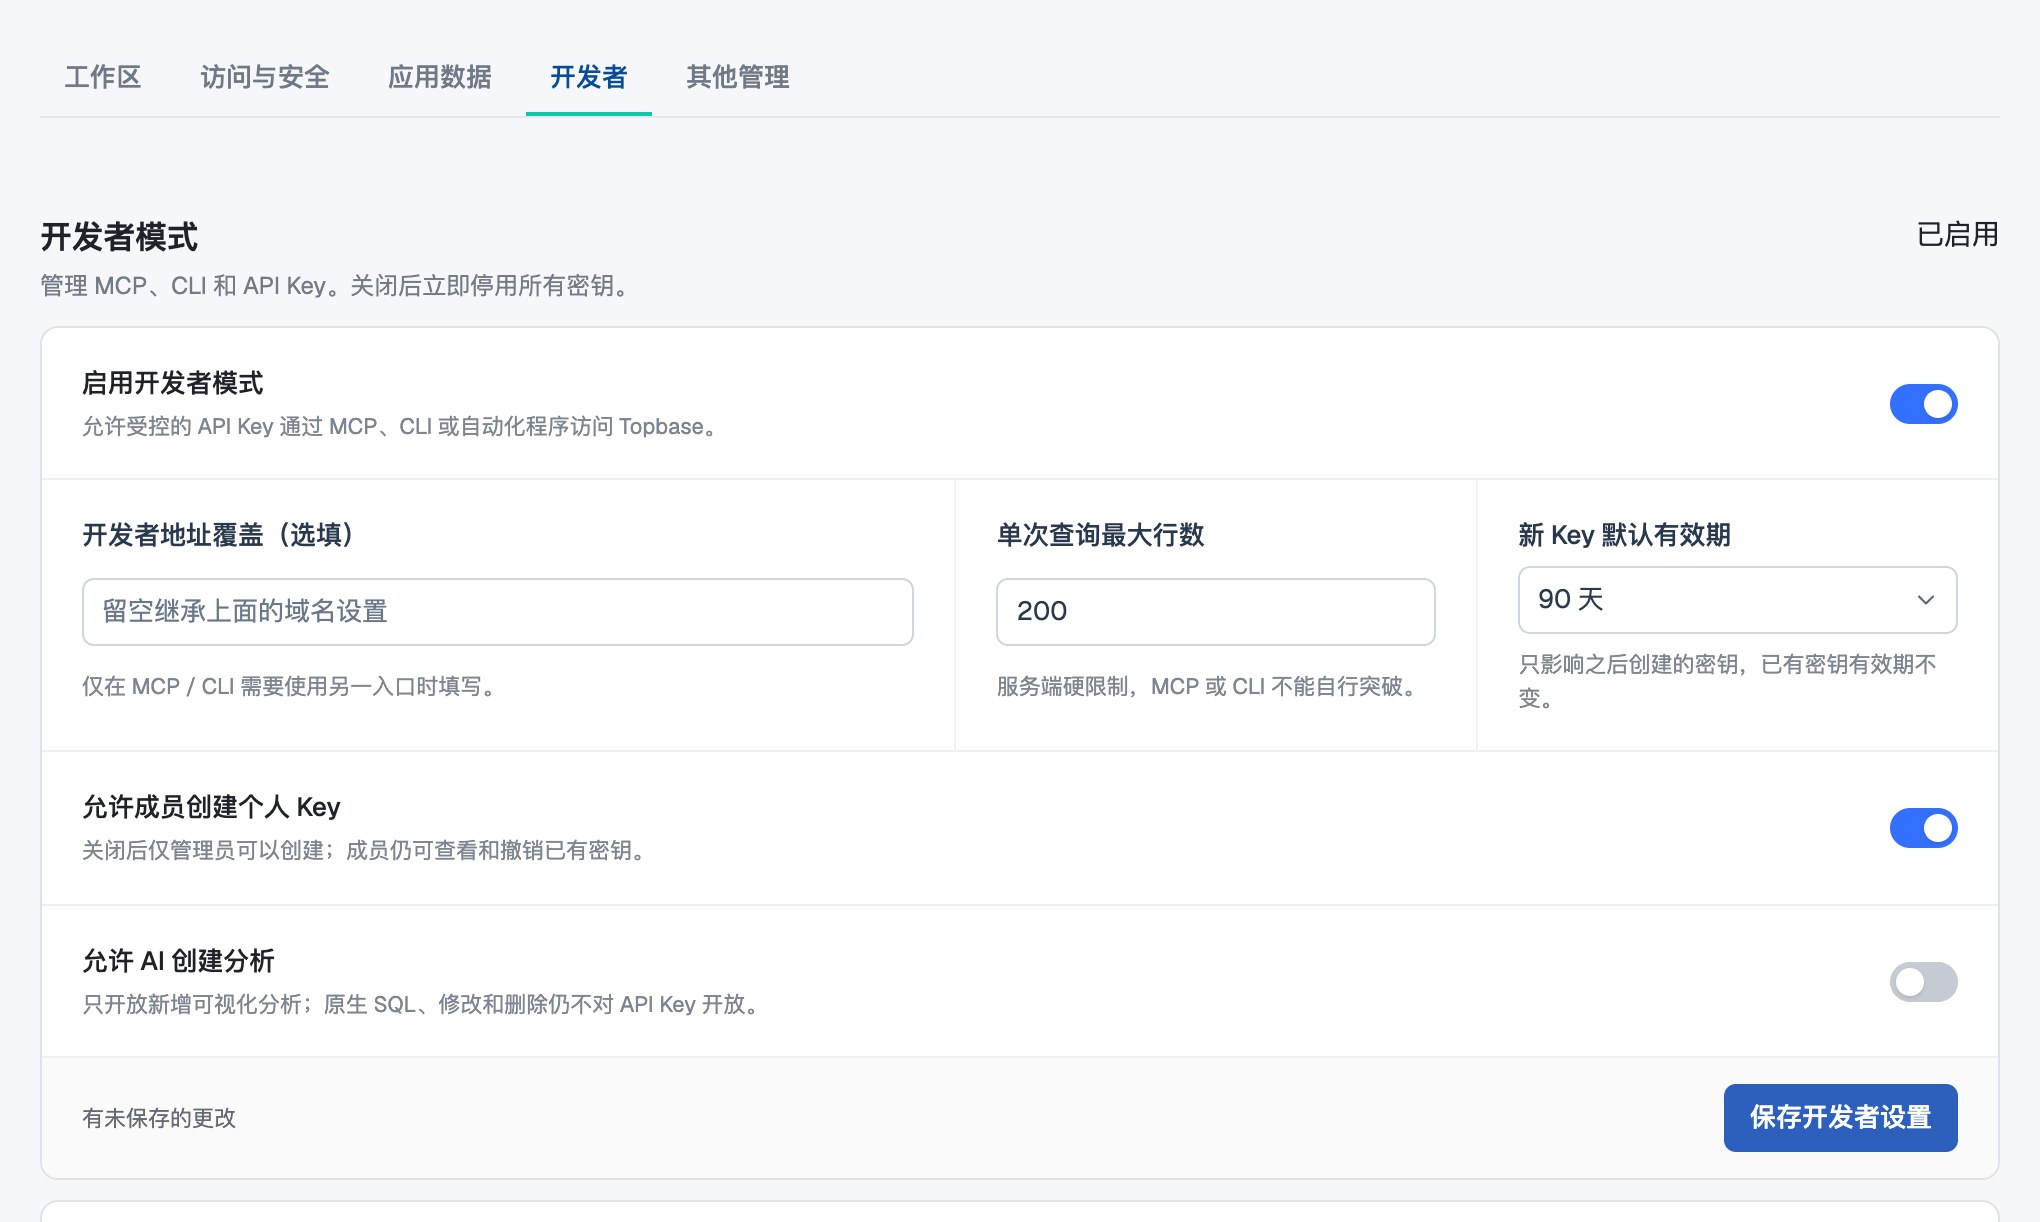 工作区 访问与安全 应用数据 开发者 其他管理
开发者模式
已启用
管理 MCP、CLI 和 API Key。关闭后立即停用所有密钥。
启用开发者模式
允许受控的 API Key 通过 MCP、CLI 或自动化程序访问 Topbase。
开发者地址覆盖（选填）
留空继承上面的域名设置
仅在 MCP / CLI 需要使用另一入口时填写。
单次查询最大行数
200
服务端硬限制，MCP 或 CLI 不能自行突破。
新 Key 默认有效期
90 天
只影响之后创建的密钥，已有密钥有效期不
变。
允许成员创建个人 Key
关闭后仅管理员可以创建；成员仍可查看和撤销已有密钥。
允许 AI 创建分析
只开放新增可视化分析；原生 SQL、修改和删除仍不对 API Key 开放。
有未保存的更改
保存开发者设置